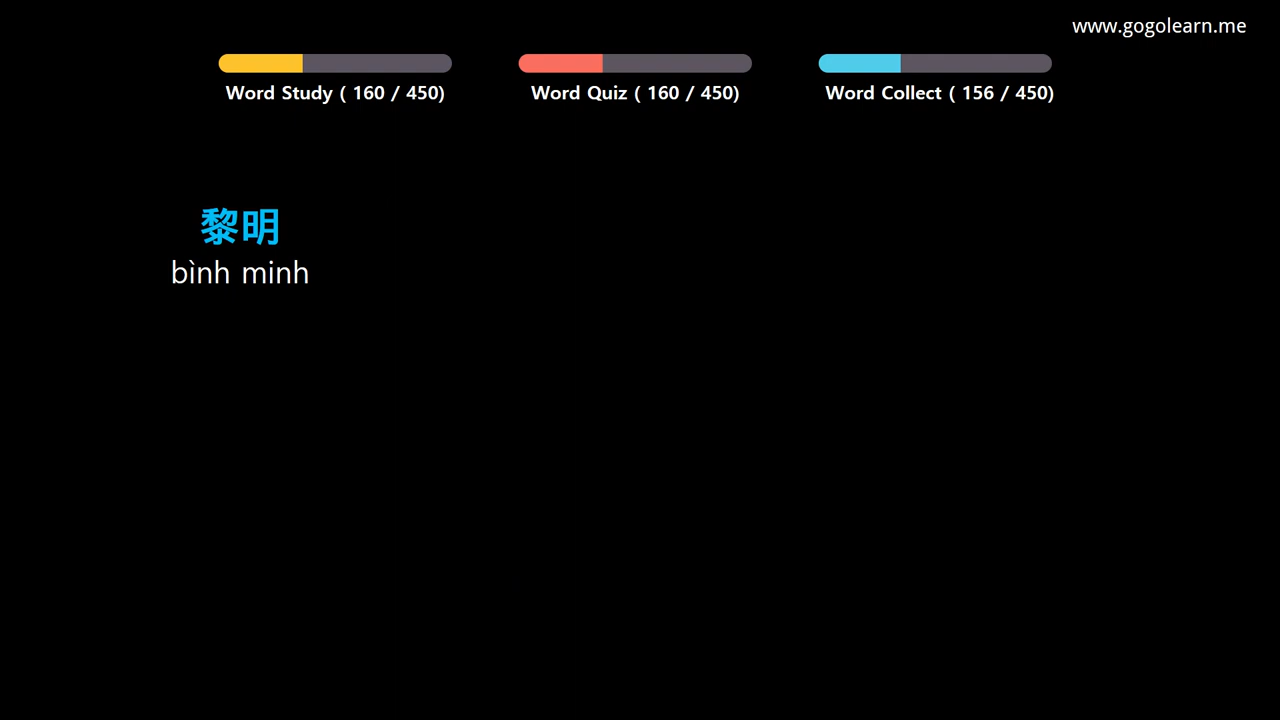 www.gogolearn.me
Word Study ( 160 / 450)
Word Quiz ( 160 / 450)
Word Collect ( 156 / 450)
黎明
bình minh